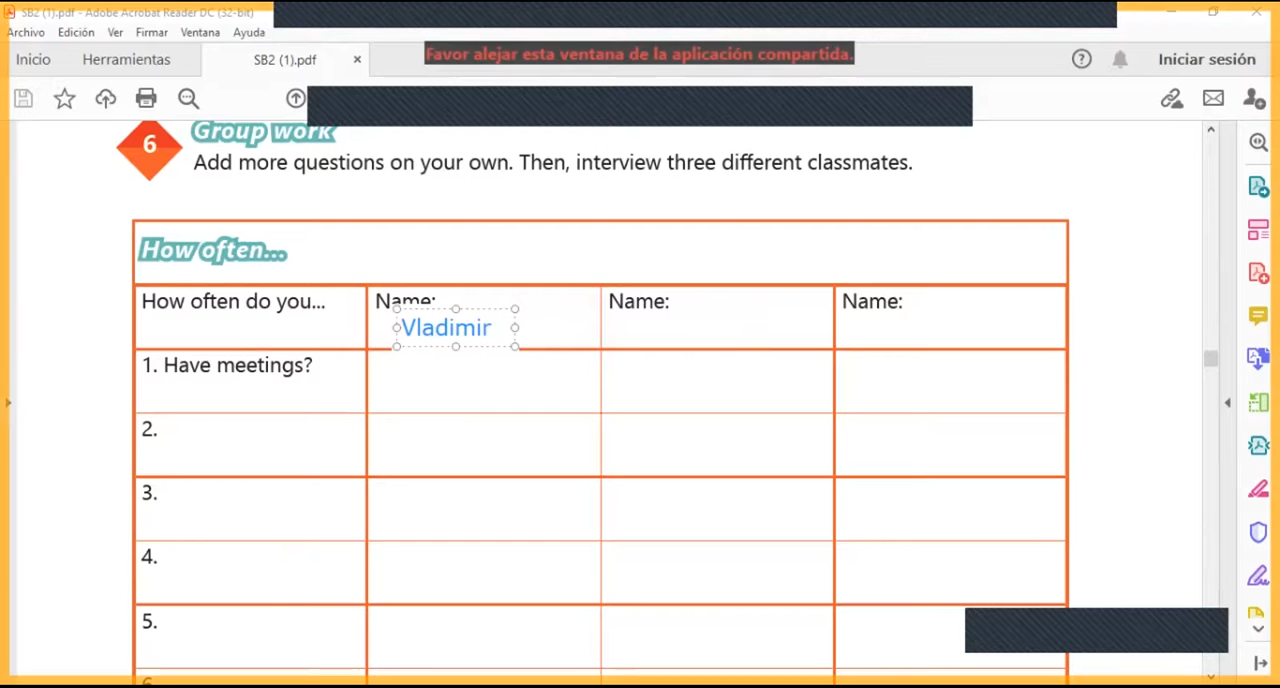 SB2 (1).pdf - Adobe Acrobat Reader DC (32-bit)
Archivo Edición Ver Firmar Ventana Ayuda
Favor alejar esta ventana de la aplicación compartida.
Inicio Herramientas SB2 (1).pdf × Iniciar sesión
6 Group work
Add more questions on your own. Then, interview three different classmates.
How often...
How often do you... Name: Name: Name:
Vladimir
1. Have meetings?
2.
3.
4.
5.